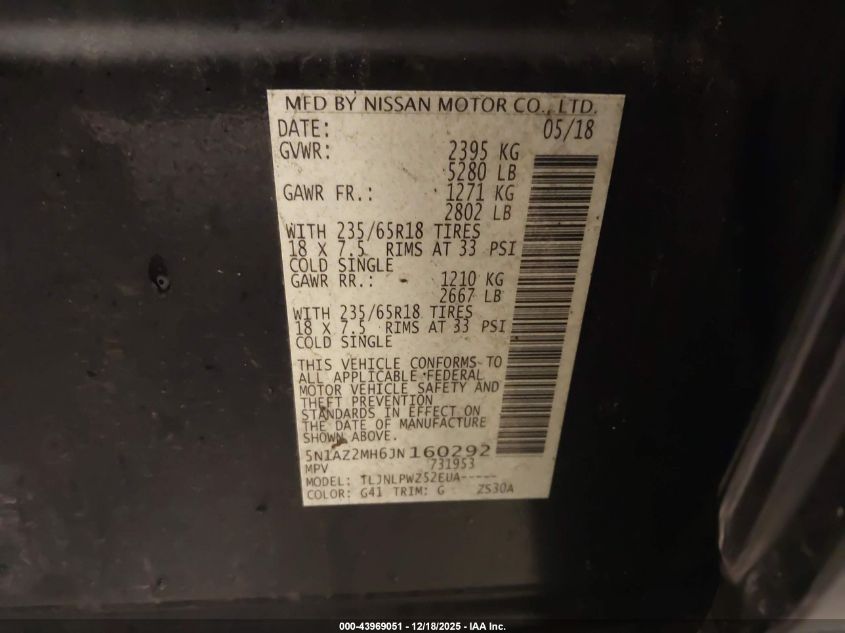 MFD BY NISSAN MOTOR CO., LTD.
DATE: 05/18
GVWR: 2395 KG
5280 LB
GAWR FR.: 1271 KG
2802 LB
WITH 235/65R18 TIRES
18 X 7.5 RIMS AT 33 PSI
COLD SINGLE
GAWR RR.: 1210 KG
2667 LB
WITH 235/65R18 TIRES
18 X 7.5 RIMS AT 33 PSI
COLD SINGLE
THIS VEHICLE CONFORMS TO
ALL APPLICABLE FEDERAL
MOTOR VEHICLE SAFETY AND
THEFT PREVENTION
STANDARDS IN EFFECT ON
THE DATE OF MANUFACTURE
SHOWN ABOVE.
5N1AZ2MH6JN160292
MPV 731953
MODEL: TLJNLPWZ52EUA-----
COLOR: G41 TRIM: G ZS30A
000-43969051 - 12/18/2025 - IAA Inc.